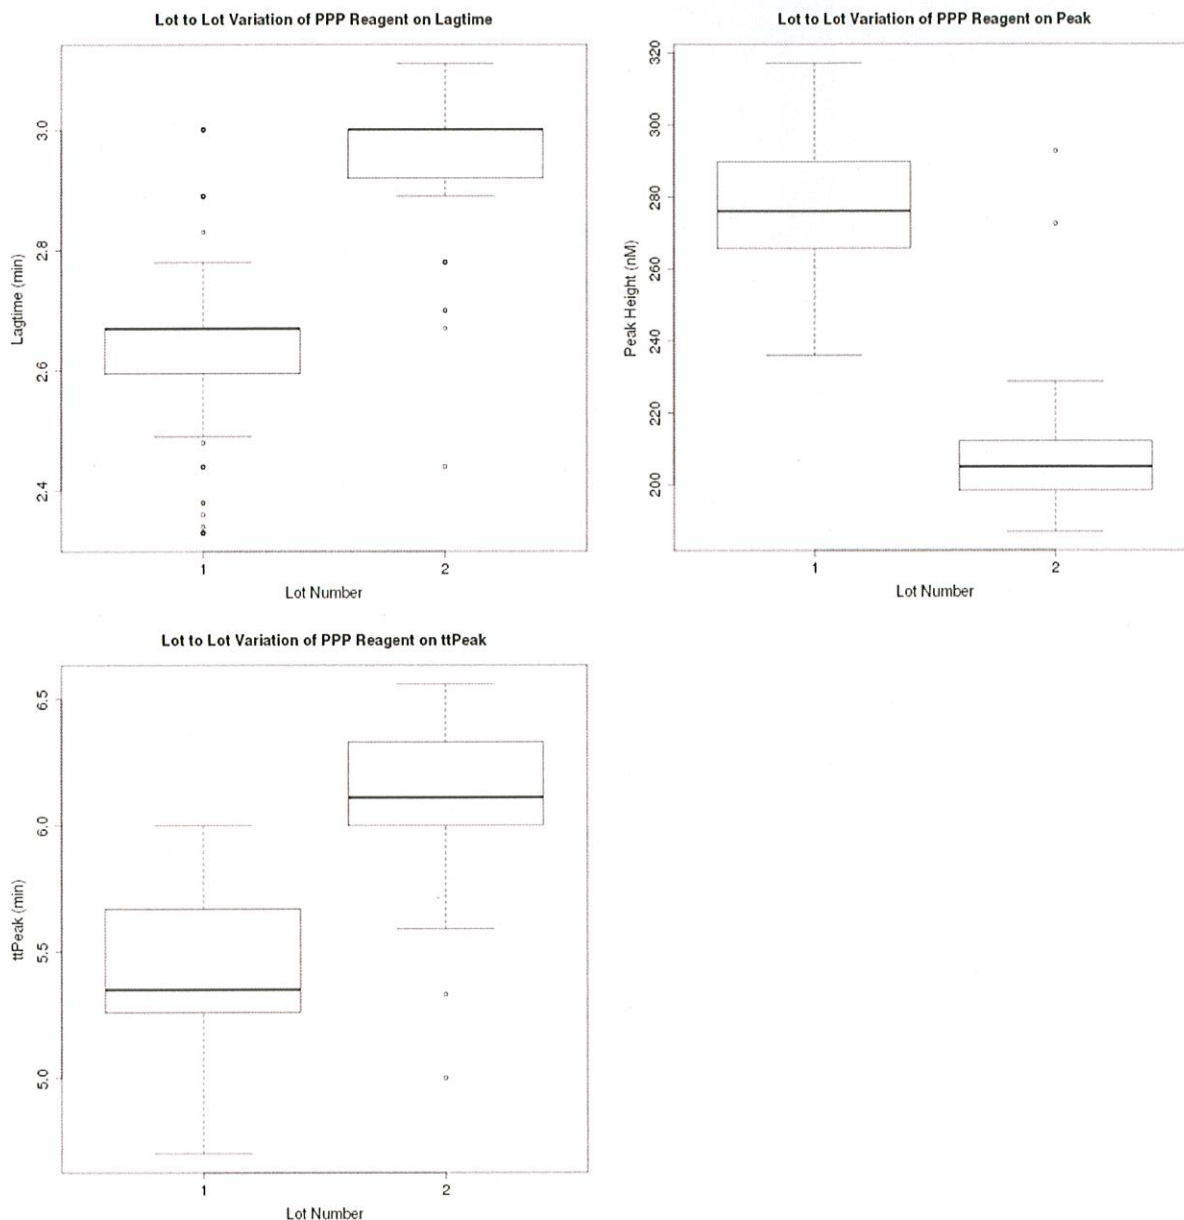 Lot to Lot Variation of PPP Reagent on Lagtime
Lagtime (min)
3.0
2.8
2.6
2.4
1
2
Lot Number
Lot to Lot Variation of PPP Reagent on Peak
Peak Height (nM)
320
300
280
260
240
220
200
1
2
Lot Number
Lot to Lot Variation of PPP Reagent on ttPeak
ttPeak (min)
6.5
6.0
5.5
5.0
1
2
Lot Number